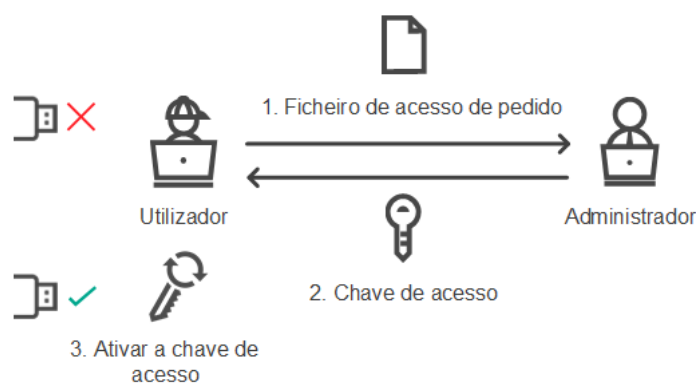 1. Ficheiro de acesso de pedido
Utilizador
Administrador
2. Chave de acesso
3. Ativar a chave de
acesso